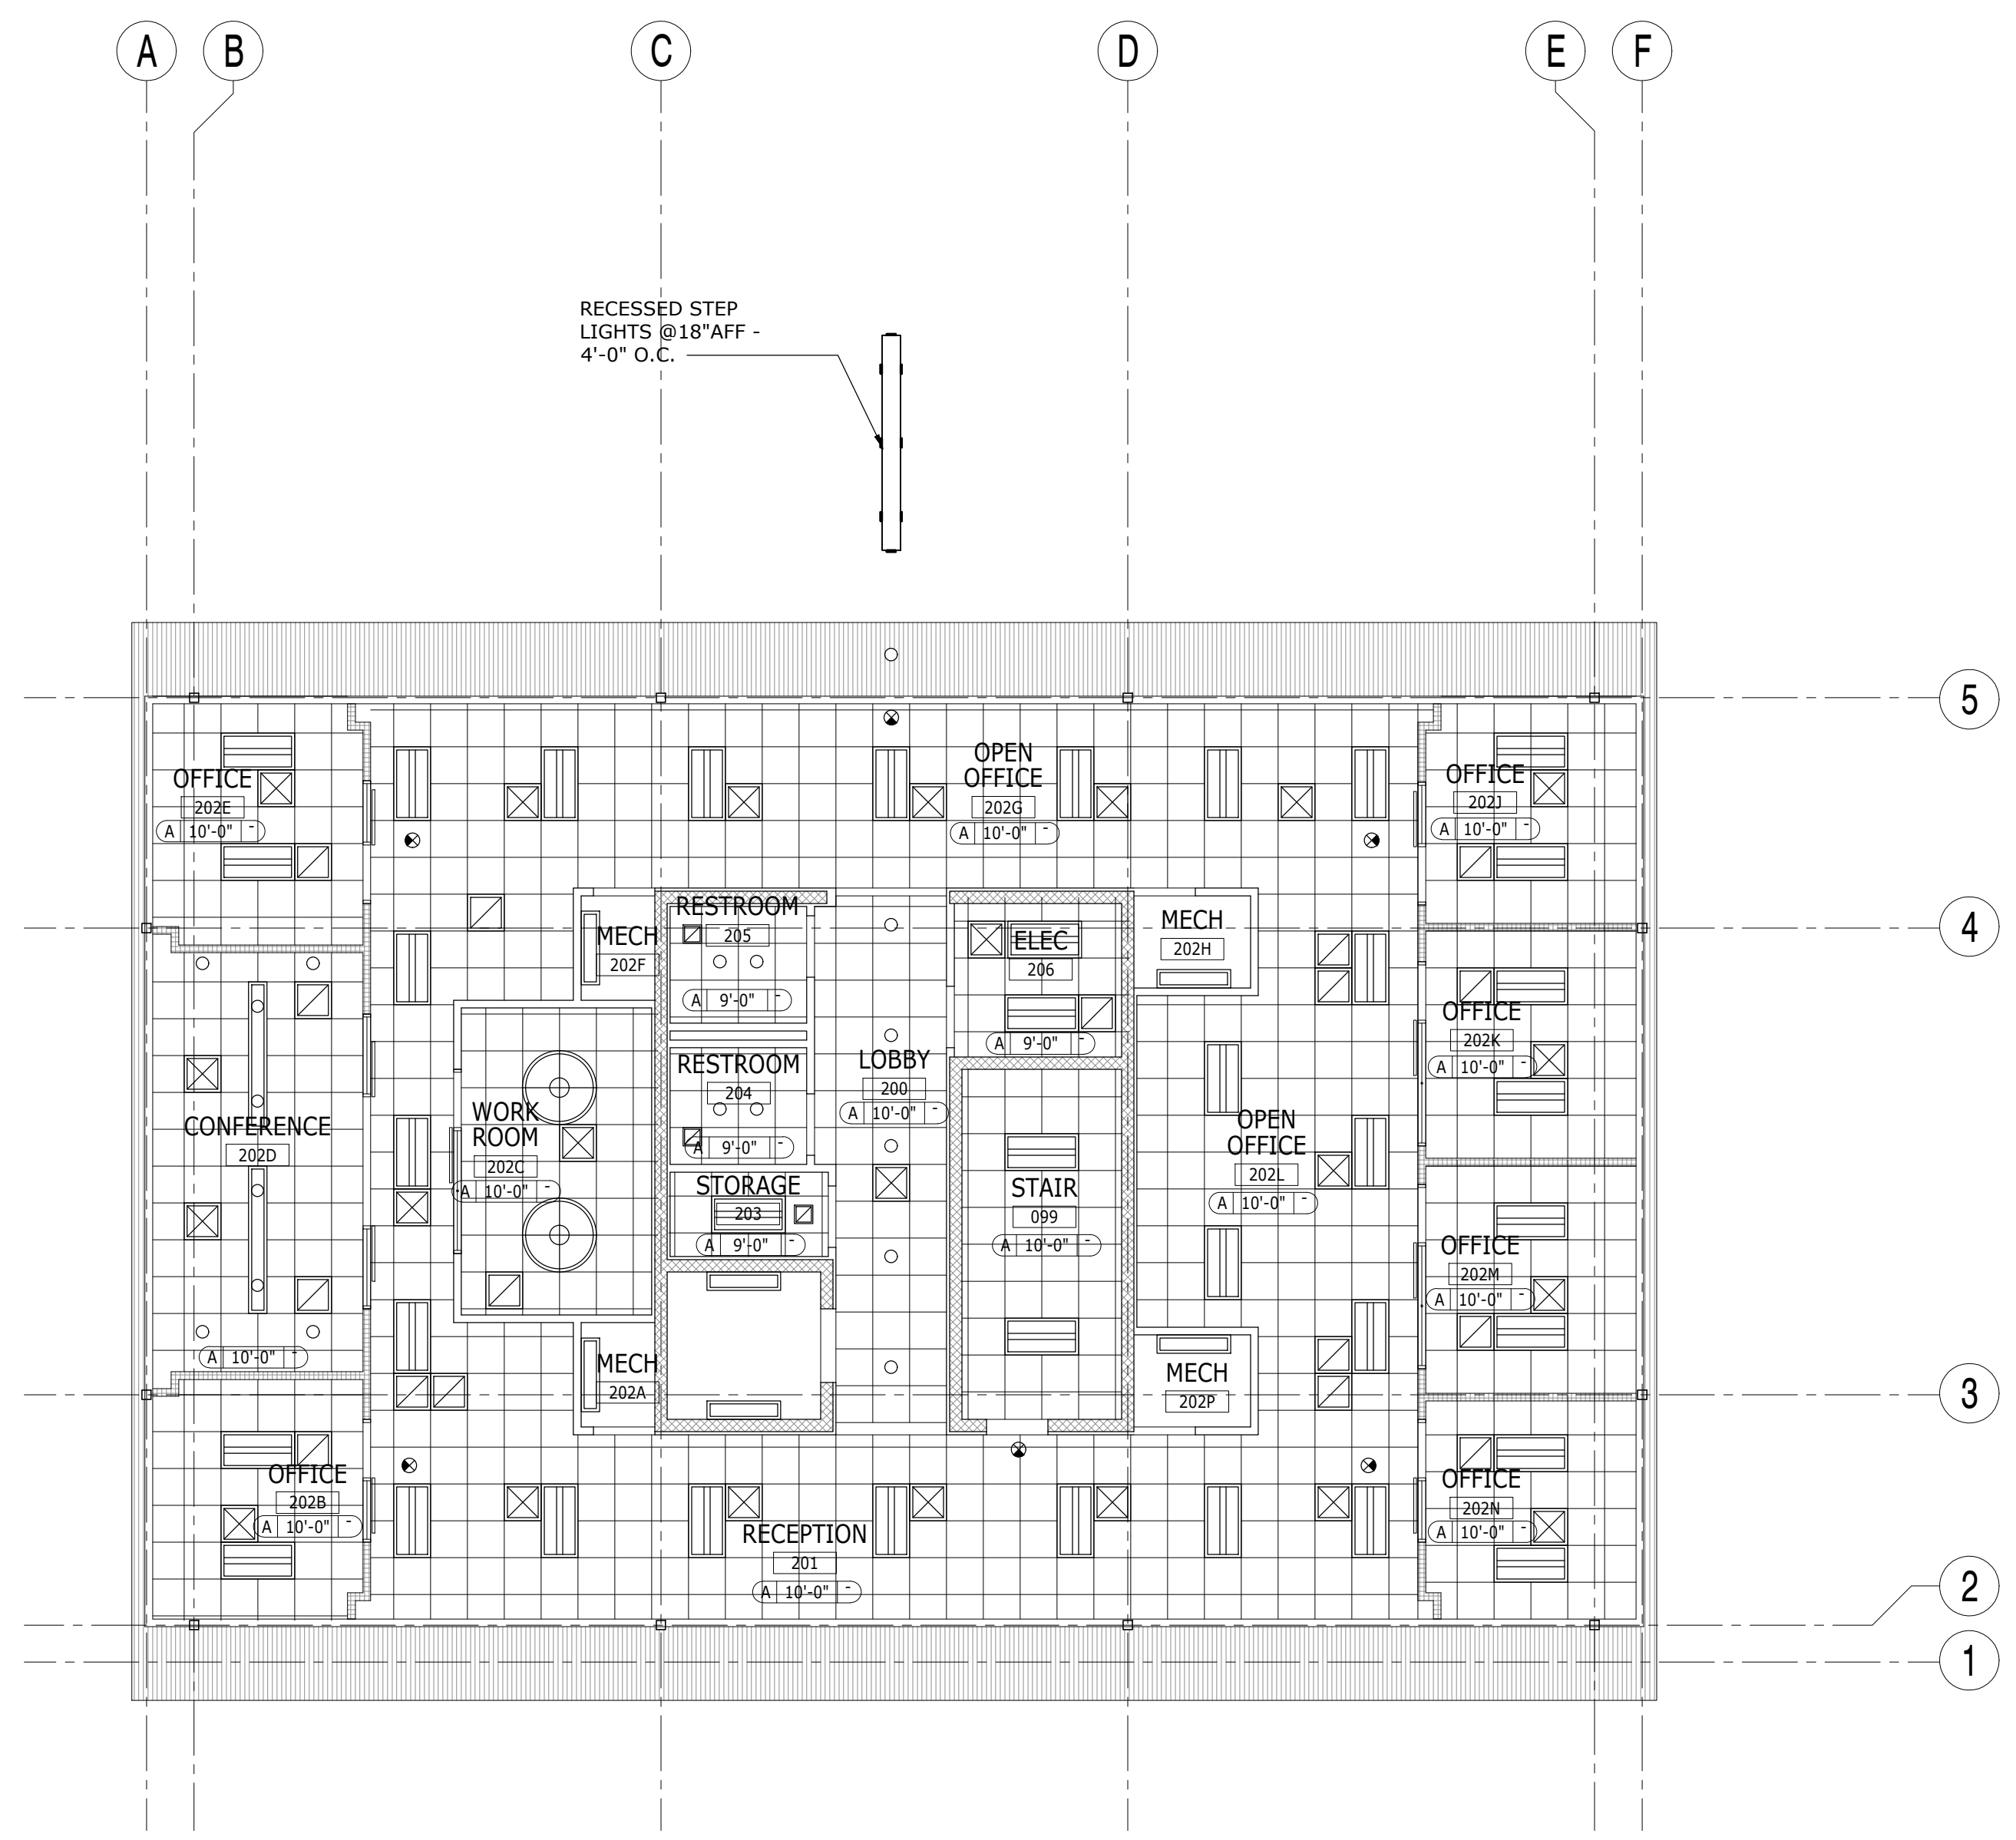 A B C D E F
RECESSED STEP
LIGHTS @18"AFF -
4'-0" O.C.
5
OPEN
OFFICE
202G
A 10'-0" -
OFFICE
202E
A 10'-0" -
OFFICE
202J
A 10'-0" -
RESTROOM
205
A 9'-0" -
MECH
202F
ELEC
206
A 9'-0" -
MECH
202H
4
OFFICE
202K
A 10'-0" -
RESTROOM
204
A 9'-0" -
LOBBY
200
A 10'-0" -
WORK
ROOM
202C
A 10'-0" -
CONFERENCE
202D
A 10'-0" -
OPEN
OFFICE
202L
A 10'-0" -
STORAGE
203
A 9'-0" -
STAIR
099
A 10'-0" -
OFFICE
202M
A 10'-0" -
MECH
202A
MECH
202P
3
OFFICE
202B
A 10'-0" -
OFFICE
202N
A 10'-0" -
RECEPTION
201
A 10'-0" -
2
1